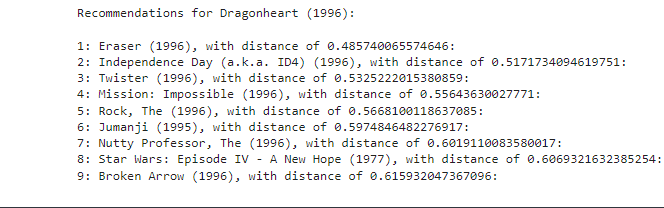 Recommendations for Dragonheart (1996):
1: Eraser (1996), with distance of 0.485740065574646:
2: Independence Day (a.k.a. ID4) (1996), with distance of 0.5171734094619751:
3: Twister (1996), with distance of 0.5325222015380859:
4: Mission: Impossible (1996), with distance of 0.55643630027771:
5: Rock, The (1996), with distance of 0.5668100118637085:
6: Jumanji (1995), with distance of 0.5974846482276917:
7: Nutty Professor, The (1996), with distance of 0.6019110083580017:
8: Star Wars: Episode IV - A New Hope (1977), with distance of 0.6069321632385254:
9: Broken Arrow (1996), with distance of 0.615932047367096: